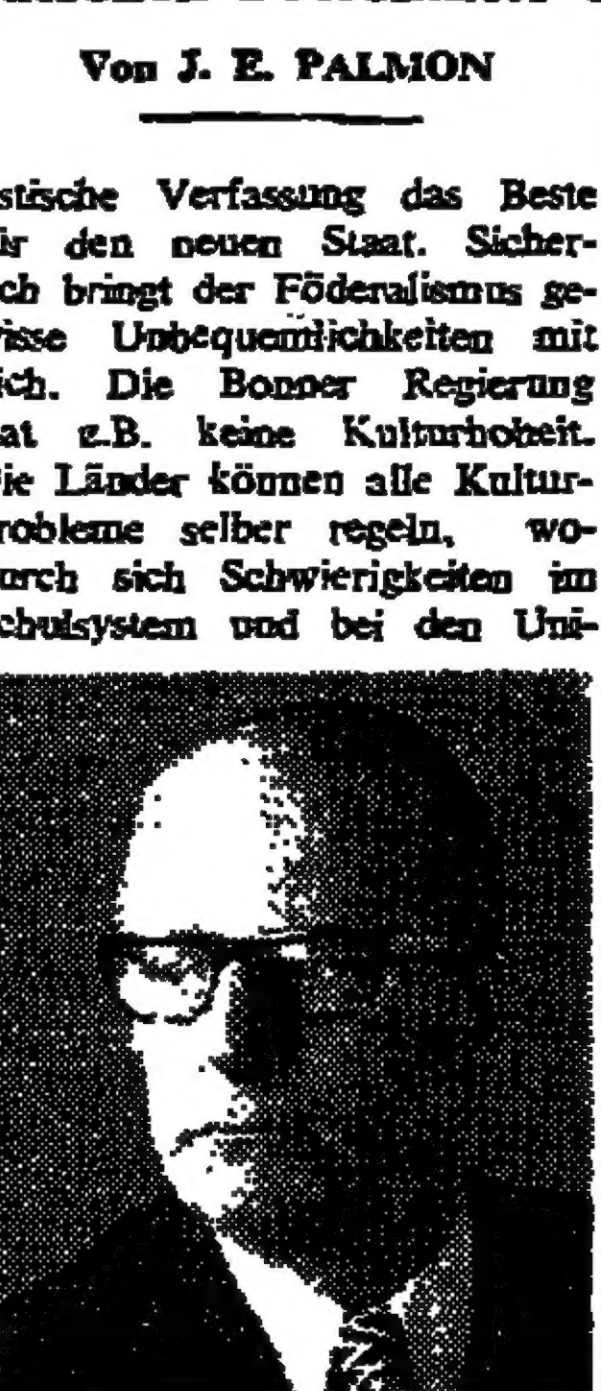 Von J. E. PALMON
stische Verfassung das Beste
ür den neuen Staat. Sicher-
ch bringt der Föderalismus ge-
isse Unbequemlichkeiten mit
ich. Die Bonner Regierung
at z.B. keine Kulturhoheit.
ie Länder können alle Kultur-
robleme selber regeln, wo-
urch sich Schwierigkeiten im
chulsystem und bei den Uni-